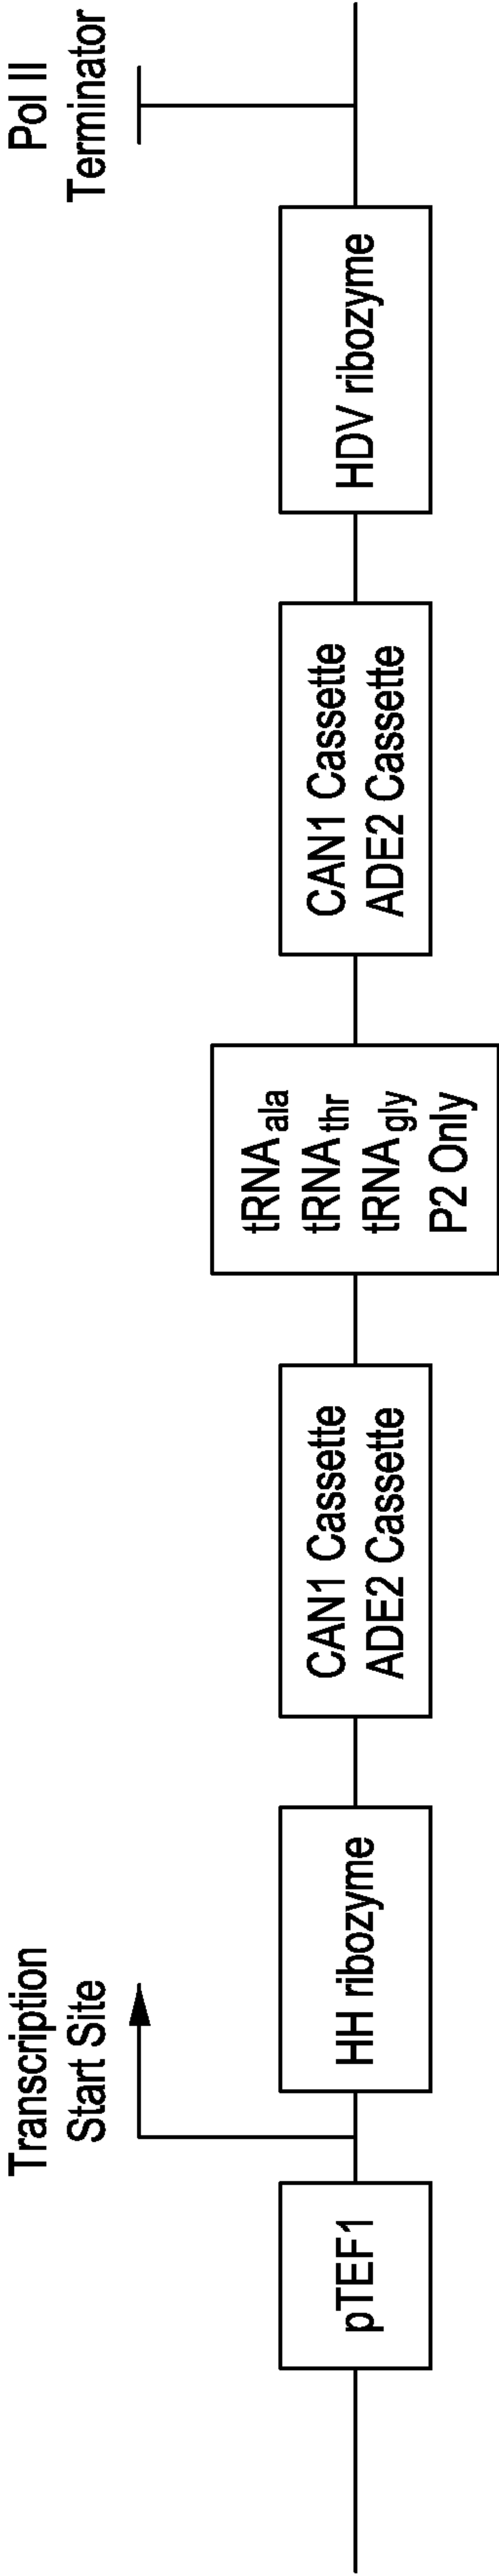 Transcription
Start Site
Pol II
Terminator
pTEF1
HH ribozyme
CAN1 Cassette
ADE2 Cassette
tRNAala
tRNAthr
tRNAgly
P2 Only
CAN1 Cassette
ADE2 Cassette
HDV ribozyme